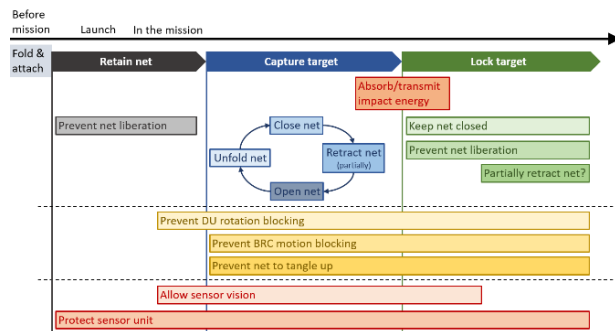 Before
mission
Launch
In the mission
Fold &
attach
Retain net
Capture target
Lock target
Absorb/transmit
impact energy
Prevent net liberation
Close net
Keep net closed
Unfold net
Retract net
(partially)
Prevent net liberation
Open net
Partially retract net?
Prevent DU rotation blocking
Prevent BRC motion blocking
Prevent net to tangle up
Allow sensor vision
Protect sensor unit